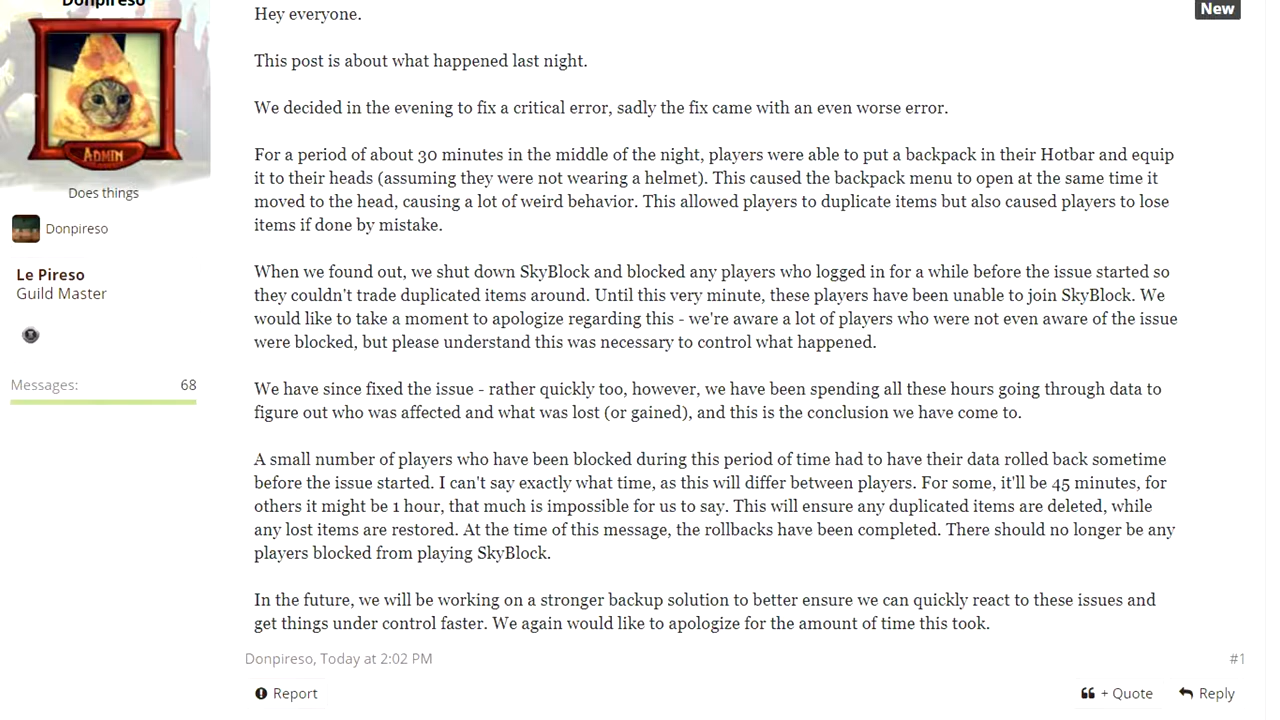 Donpireso
New
Hey everyone.
This post is about what happened last night.
We decided in the evening to fix a critical error, sadly the fix came with an even worse error.
For a period of about 30 minutes in the middle of the night, players were able to put a backpack in their Hotbar and equip
it to their heads (assuming they were not wearing a helmet). This caused the backpack menu to open at the same time it
moved to the head, causing a lot of weird behavior. This allowed players to duplicate items but also caused players to lose
items if done by mistake.
When we found out, we shut down SkyBlock and blocked any players who logged in for a while before the issue started so
they couldn't trade duplicated items around. Until this very minute, these players have been unable to join SkyBlock. We
would like to take a moment to apologize regarding this - we're aware a lot of players who were not even aware of the issue
were blocked, but please understand this was necessary to control what happened.
We have since fixed the issue - rather quickly too, however, we have been spending all these hours going through data to
figure out who was affected and what was lost (or gained), and this is the conclusion we have come to.
A small number of players who have been blocked during this period of time had to have their data rolled back sometime
before the issue started. I can't say exactly what time, as this will differ between players. For some, it'll be 45 minutes, for
others it might be 1 hour, that much is impossible for us to say. This will ensure any duplicated items are deleted, while
any lost items are restored. At the time of this message, the rollbacks have been completed. There should no longer be any
players blocked from playing SkyBlock.
In the future, we will be working on a stronger backup solution to better ensure we can quickly react to these issues and
get things under control faster. We again would like to apologize for the amount of time this took.
ADMIN
Does things
Donpireso
Le Pireso
Guild Master
Messages: 68
Donpireso, Today at 2:02 PM
#1
Report
+ Quote
Reply